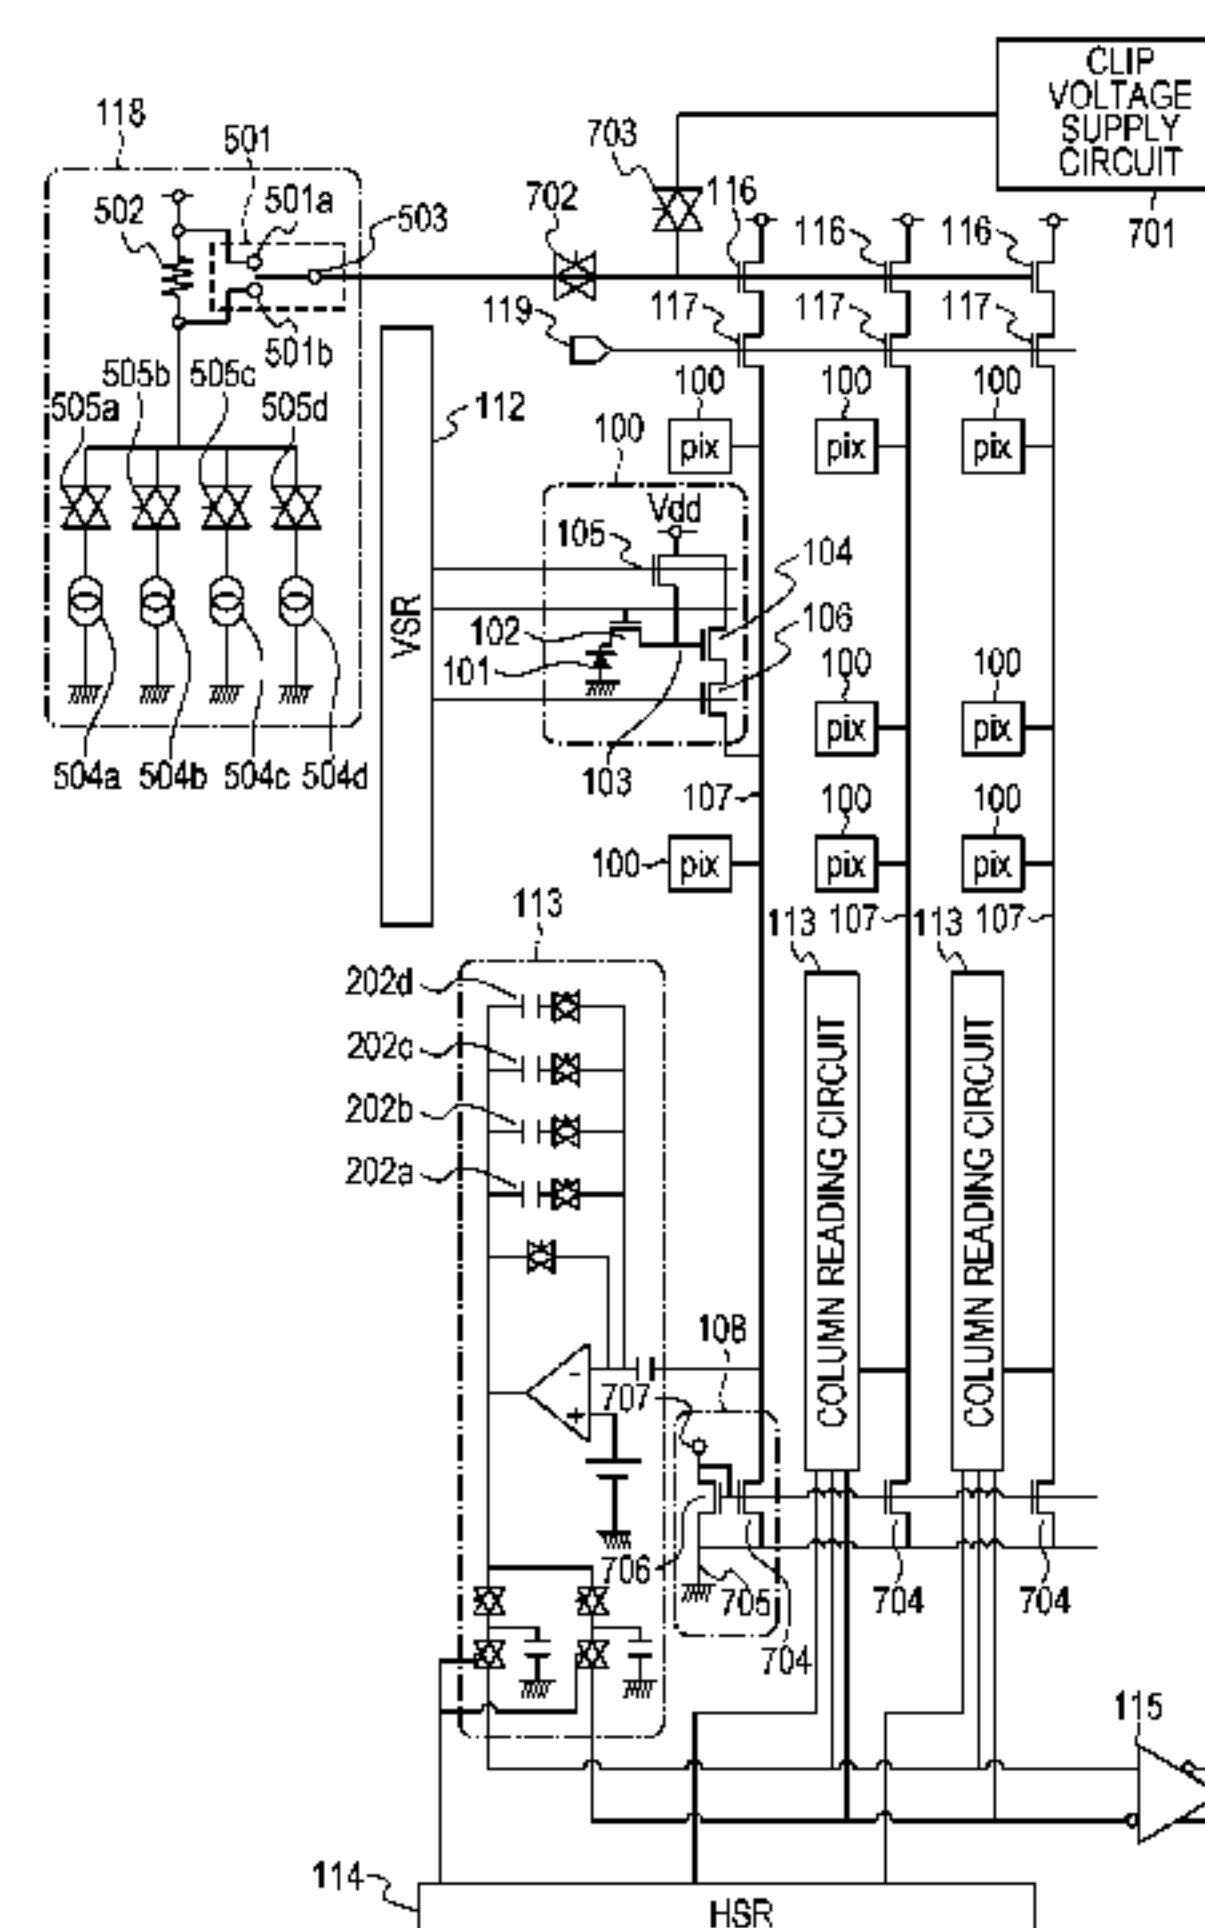 CLIP
VOLTAGE
SUPPLY
CIRCUIT
701
118
501
703
502
501a
503
702
116
116
116
501b
119
117
117
117
505a
505b
505c
505d
112
100
100
100
100
pix
pix
pix
Vdd
105
104
VSR
102
106
101
100
100
pix
pix
504a
504b
504c
504d
103
107
100
100
100
pix
pix
pix
113
113
107
113
107
202d
202c
202b
202a
COLUMN READING CIRCUIT
COLUMN READING CIRCUIT
108
-
707
+
706
705
704
704
704
115
114
HSR